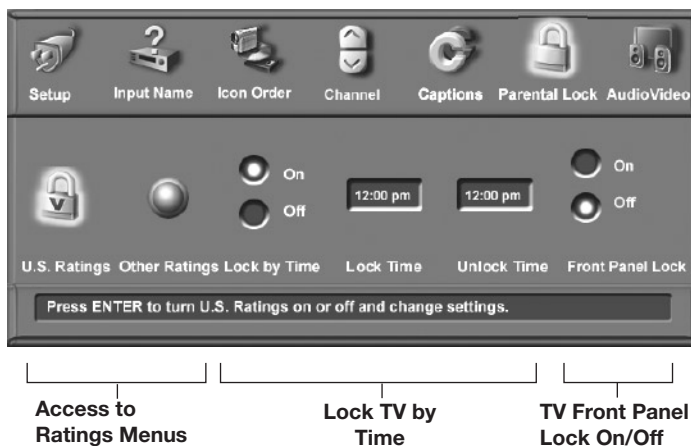 Setup Input Name Icon Order Channel Captions Parental Lock AudioVideo
On On
12:00 pm 12:00 pm
Off Off
V
U.S. Ratings Other Ratings Lock by Time Lock Time Unlock Time Front Panel Lock
Press ENTER to turn U.S. Ratings on or off and change settings.
Access to Lock TV by TV Front Panel
Ratings Menus Time Lock On/Off